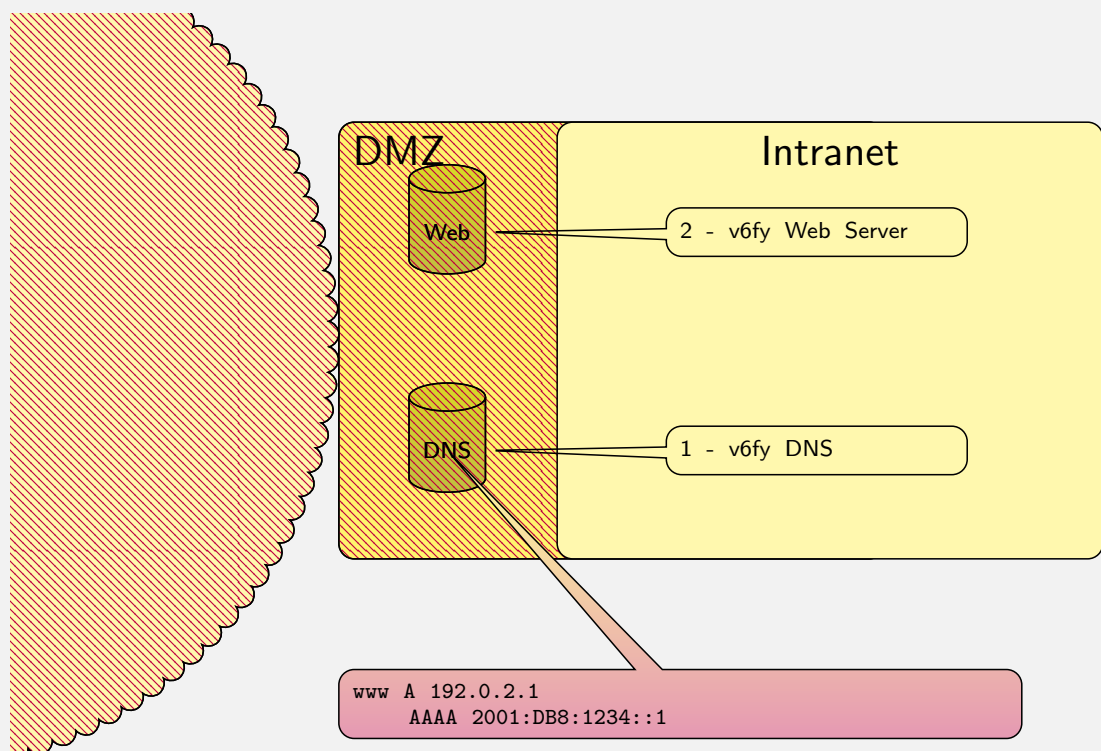 DMZ
Intranet
Web
2 - v6fy Web Server
DNS
1 - v6fy DNS
www A 192.0.2.1
AAAA 2001:DB8:1234::1